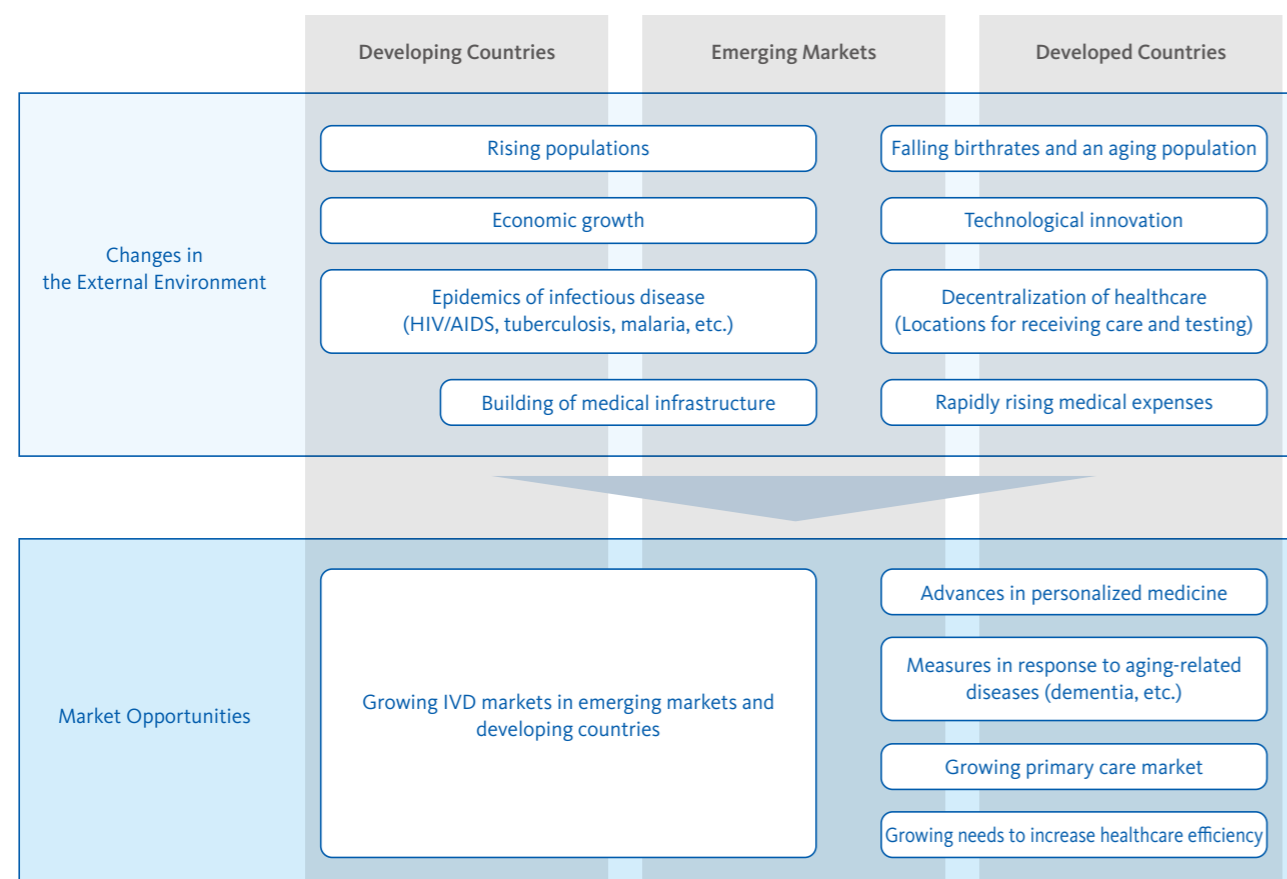 Developing Countries
Emerging Markets
Developed Countries
Changes in
the External Environment
Rising populations
Economic growth
Epidemics of infectious disease
(HIV/AIDS, tuberculosis, malaria, etc.)
Building of medical infrastructure
Falling birthrates and an aging population
Technological innovation
Decentralization of healthcare
(Locations for receiving care and testing)
Rapidly rising medical expenses
Market Opportunities
Growing IVD markets in emerging markets and
developing countries
Advances in personalized medicine
Measures in response to aging-related
diseases (dementia, etc.)
Growing primary care market
Growing needs to increase healthcare efficiency